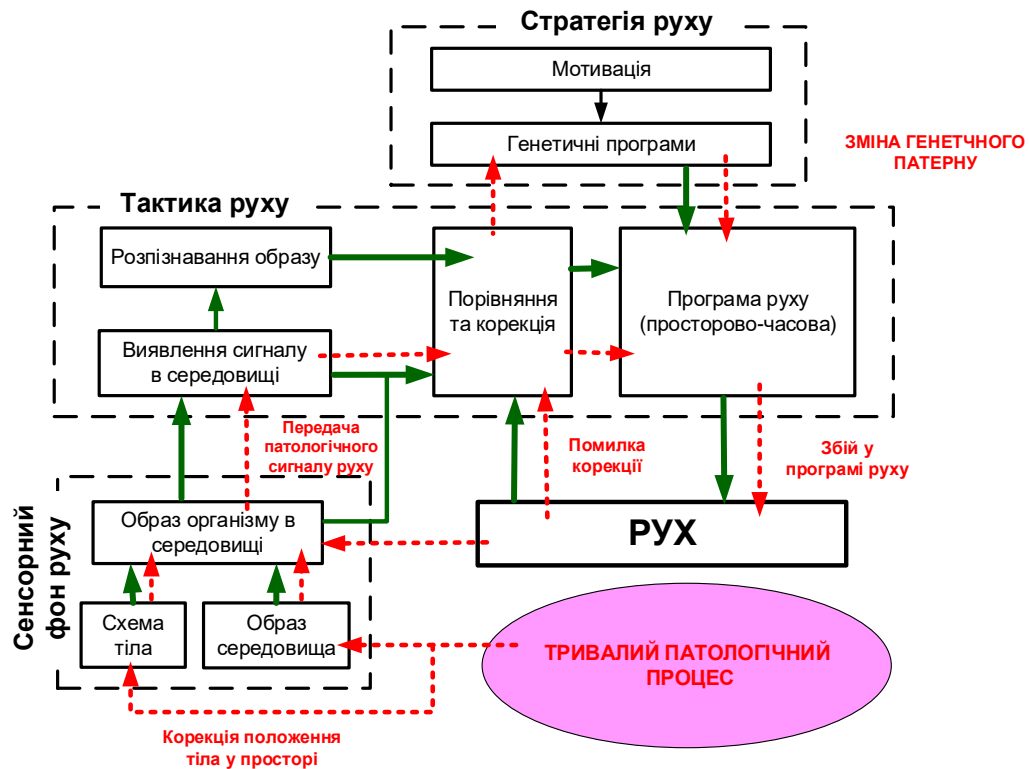 Стратегія руху
Мотивація
Генетичні програми
ЗМІНА ГЕНЕТЧНОГО
ПАТЕРНУ
Тактика руху
Розпізнавання образу
Виявлення сигналу
в середовищі
Порівняння
та корекція
Програма руху
(просторово-часова)
Передача
патологічного
сигналу руху
Помилка
корекції
Збій у
програмі руху
Сенсорний
фон руху
Образ організму в
середовищі
Схема
тіла
Образ
середовища
РУХ
ТРИВАЛИЙ ПАТОЛОГІЧНИЙ
ПРОЦЕС
Корекція положення
тіла у просторі